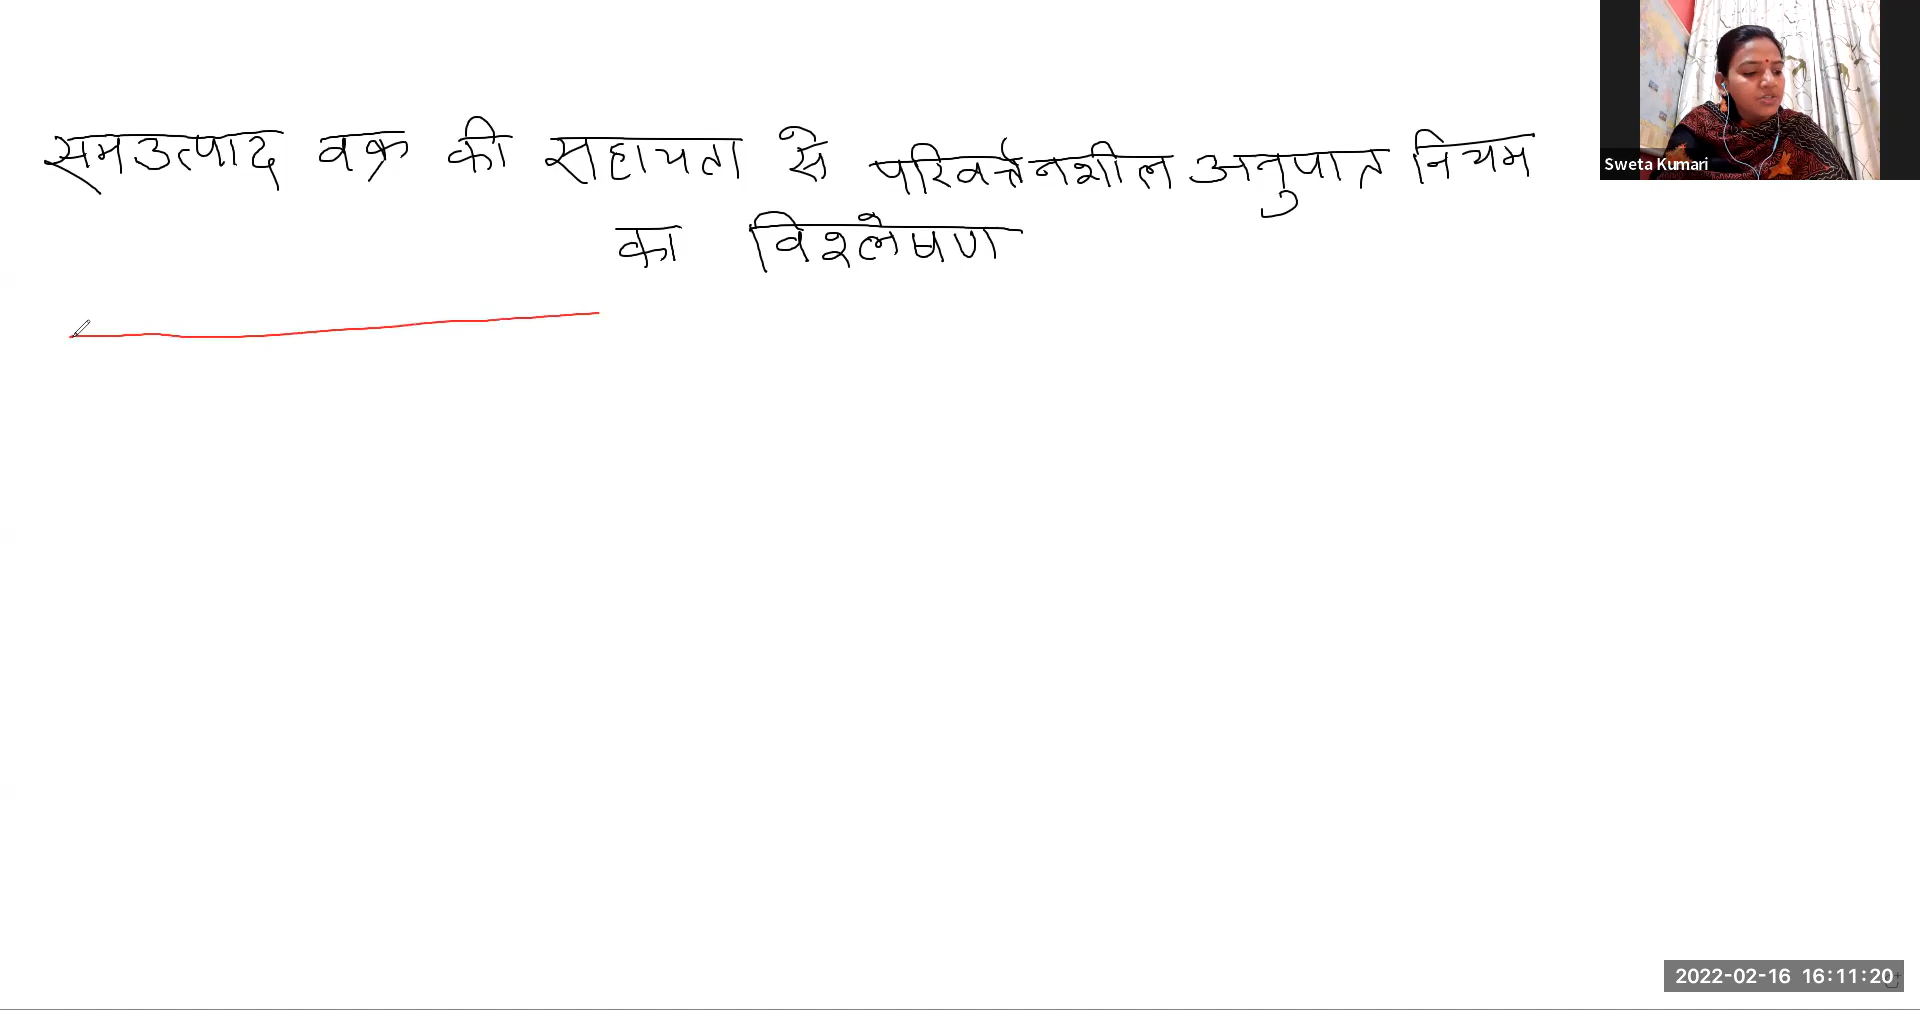 समउत्पाद वक्र की सहायता से परिवर्त्तनशील अनुपात नियम
का विश्लेषण
Sweta Kumari
2022-02-16 16:11:20